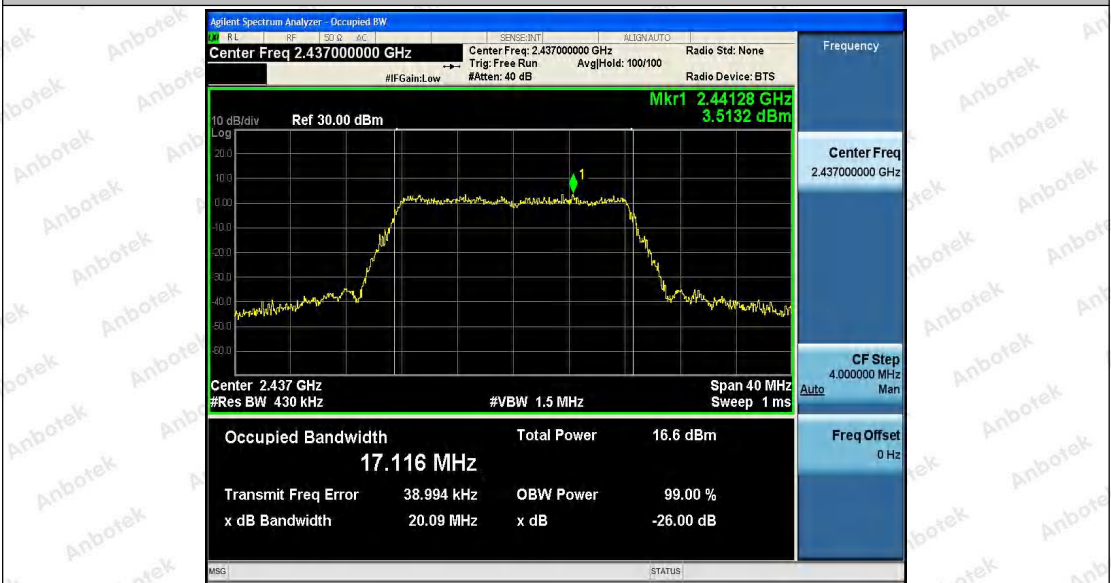 Agilent Spectrum Analyzer - Occupied BW
LXI RL RF 50 Ω AC SENSE:INT ALIGNAUTO
Center Freq 2.437000000 GHz
Center Freq: 2.437000000 GHz Radio Std: None
Trig: Free Run Avg|Hold: 100/100
#IFGain:Low #Atten: 40 dB Radio Device: BTS
Mkr1 2.44128 GHz
3.5132 dBm
10 dB/div Ref 30.00 dBm
Log
20.0
10.0
0.00
-10.0
-20.0
-30.0
-40.0
-50.0
-60.0
1
Center 2.437 GHz Span 40 MHz
#Res BW 430 kHz #VBW 1.5 MHz Sweep 1 ms
Occupied Bandwidth Total Power 16.6 dBm
17.116 MHz
Transmit Freq Error 38.994 kHz OBW Power 99.00 %
x dB Bandwidth 20.09 MHz x dB -26.00 dB
MSG STATUS
Frequency
Center Freq
2.437000000 GHz
CF Step
4.000000 MHz
Auto Man
Freq Offset
0 Hz
Anbotek